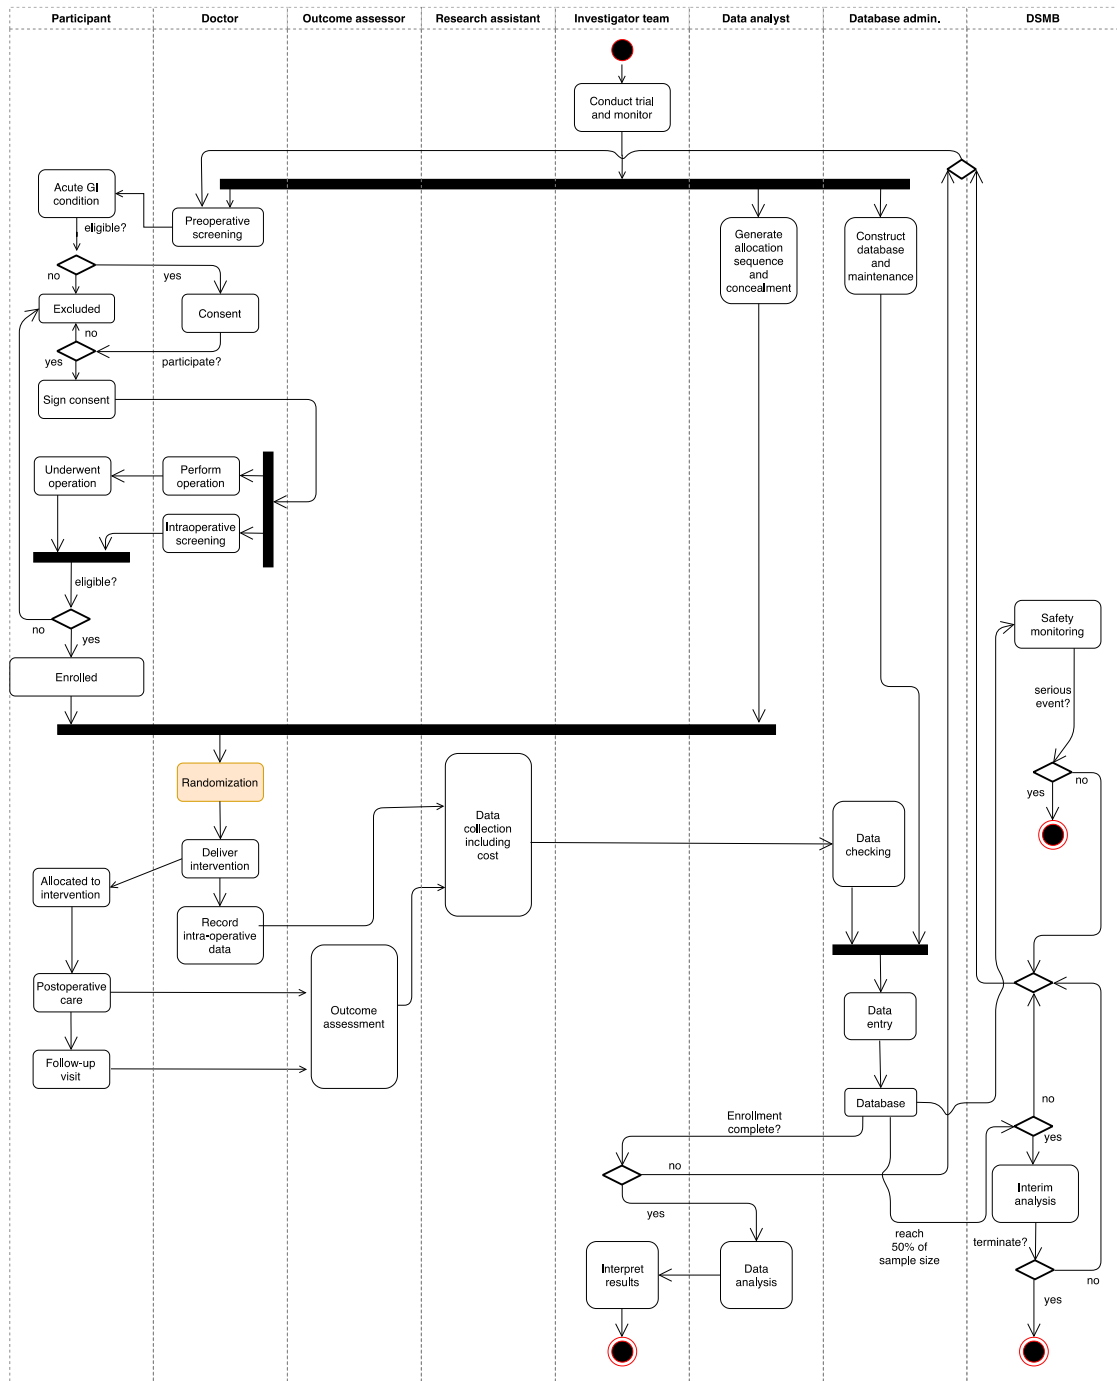 Participant
Doctor
Outcome assessor
Research assistant
Investigator team
Data analyst
Database admin.
DSMB
Conduct trial
and monitor
Acute GI
condition
eligible?
Preoperative
screening
Generate
allocation
sequence
and
concealment
Construct
database
and
maintenance
no
yes
Excluded
Consent
no
yes
participate?
Sign consent
Underwent
operation
Perform
operation
Intraoperative
screening
eligible?
no
yes
Enrolled
Safety
monitoring
serious
event?
no
yes
Randomization
Data
collection
including
cost
Data
checking
Deliver
intervention
Allocated to
intervention
Record
intra-operative
data
Postoperative
care
Outcome
assessment
Data
entry
Follow-up
visit
Database
Enrollment
complete?
no
yes
no
yes
Interim
analysis
reach
50% of
sample size
terminate?
no
yes
Interpret
results
Data
analysis